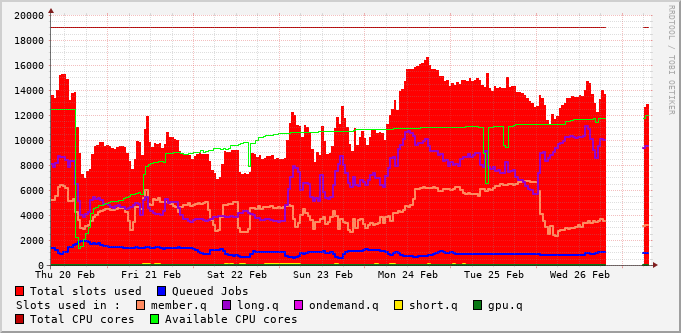 20000
18000
16000
14000
12000
10000
8000
6000
4000
2000
0
Thu 20 Feb Fri 21 Feb Sat 22 Feb Sun 23 Feb Mon 24 Feb Tue 25 Feb Wed 26 Feb
Total slots used Queued Jobs
Slots used in : member.q long.q ondemand.q short.q gpu.q
Total CPU cores Available CPU cores
RRDTOOL / TOBI OETIKER